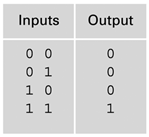 Inputs Output
0 0 0
0 1 0
1 0 0
1 1 1